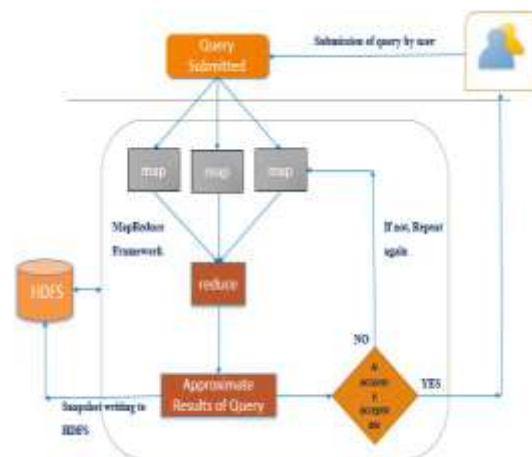 Query
Submitted
Submission of query by user
map
map
map
MapReduce
Framework
If not, Repeat
again
HDFS
reduce
NO
Approximate
Results of Query
YES
Snapshot writing to
HDFS